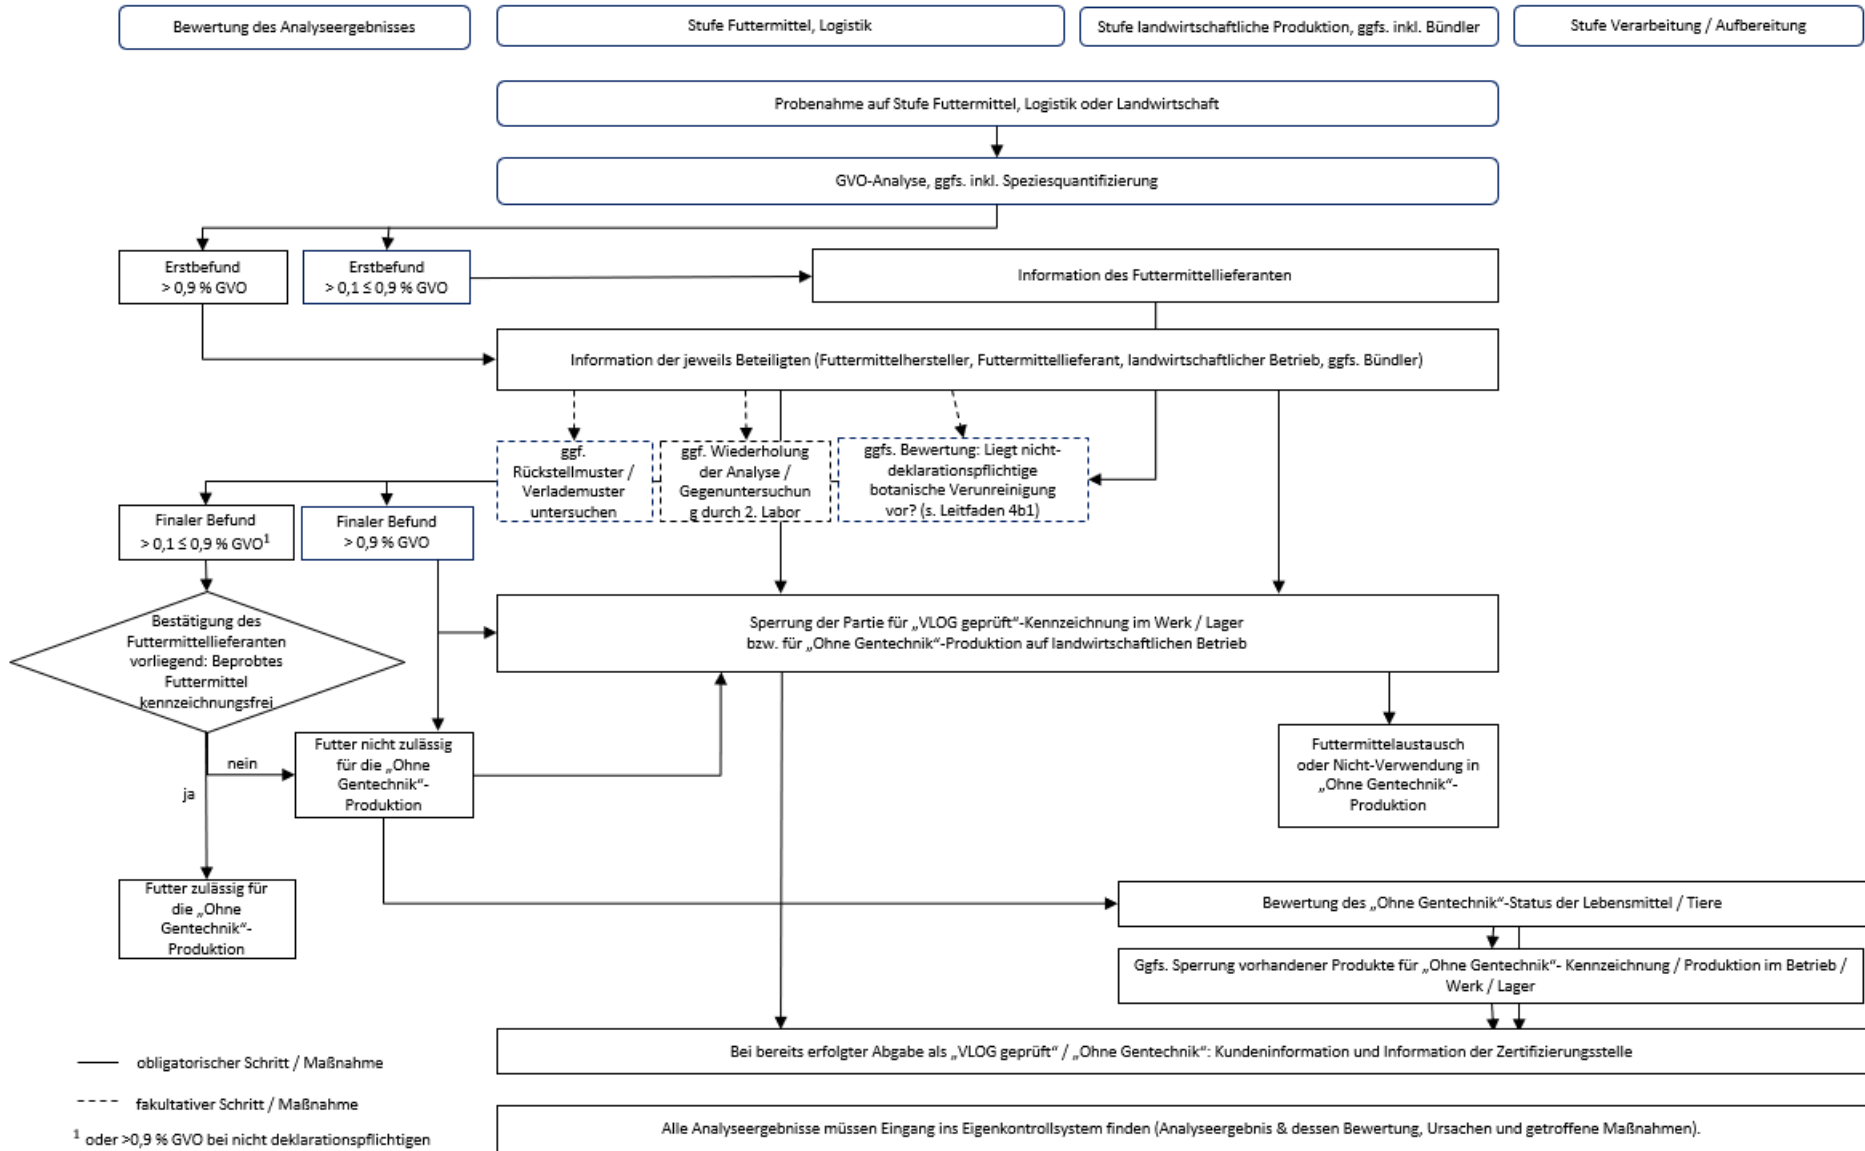 Bewertung des Analyseergebnisses
Stufe Futtermittel, Logistik
Stufe landwirtschaftliche Produktion, ggfs. inkl. Bündler
Stufe Verarbeitung / Aufbereitung
Probenahme auf Stufe Futtermittel, Logistik oder Landwirtschaft
GVO-Analyse, ggfs. inkl. Speziesquantifizierung
Erstbefund
> 0,9 % GVO
Erstbefund
> 0,1 ≤ 0,9 % GVO
Information des Futtermittellieferanten
Information der jeweils Beteiligten (Futtermittelhersteller, Futtermittellieferant, landwirtschaftlicher Betrieb, ggfs. Bündler)
ggf.
Rückstellmuster /
Verlademuster
untersuchen
ggf. Wiederholung
der Analyse /
Gegenuntersuchun
g durch 2. Labor
ggfs. Bewertung: Liegt nicht-
deklarationspflichtige
botanische Verunreinigung
vor? (s. Leitfaden 4b1)
Finaler Befund
> 0,1 ≤ 0,9 % GVO¹
Finaler Befund
> 0,9 % GVO
Bestätigung des
Futtermittellieferanten
vorliegend: Beprobtes
Futtermittel
kennzeichnungsfrei
Sperrung der Partie für „VLOG geprüft“-Kennzeichnung im Werk / Lager
bzw. für „Ohne Gentechnik“-Produktion auf landwirtschaftlichen Betrieb
nein
ja
Futter nicht zulässig
für die „Ohne
Gentechnik“-
Produktion
Futtermittelaustausch
oder Nicht-Verwendung in
„Ohne Gentechnik“-
Produktion
Futter zulässig für
die „Ohne
Gentechnik“-
Produktion
Bewertung des „Ohne Gentechnik“-Status der Lebensmittel / Tiere
Ggfs. Sperrung vorhandener Produkte für „Ohne Gentechnik“- Kennzeichnung / Produktion im Betrieb /
Werk / Lager
Bei bereits erfolgter Abgabe als „VLOG geprüft“ / „Ohne Gentechnik“: Kundeninformation und Information der Zertifizierungsstelle
obligatorischer Schritt / Maßnahme
fakultativer Schritt / Maßnahme
¹ oder >0,9 % GVO bei nicht deklarationspflichtigen
Alle Analyseergebnisse müssen Eingang ins Eigenkontrollsystem finden (Analyseergebnis & dessen Bewertung, Ursachen und getroffene Maßnahmen).